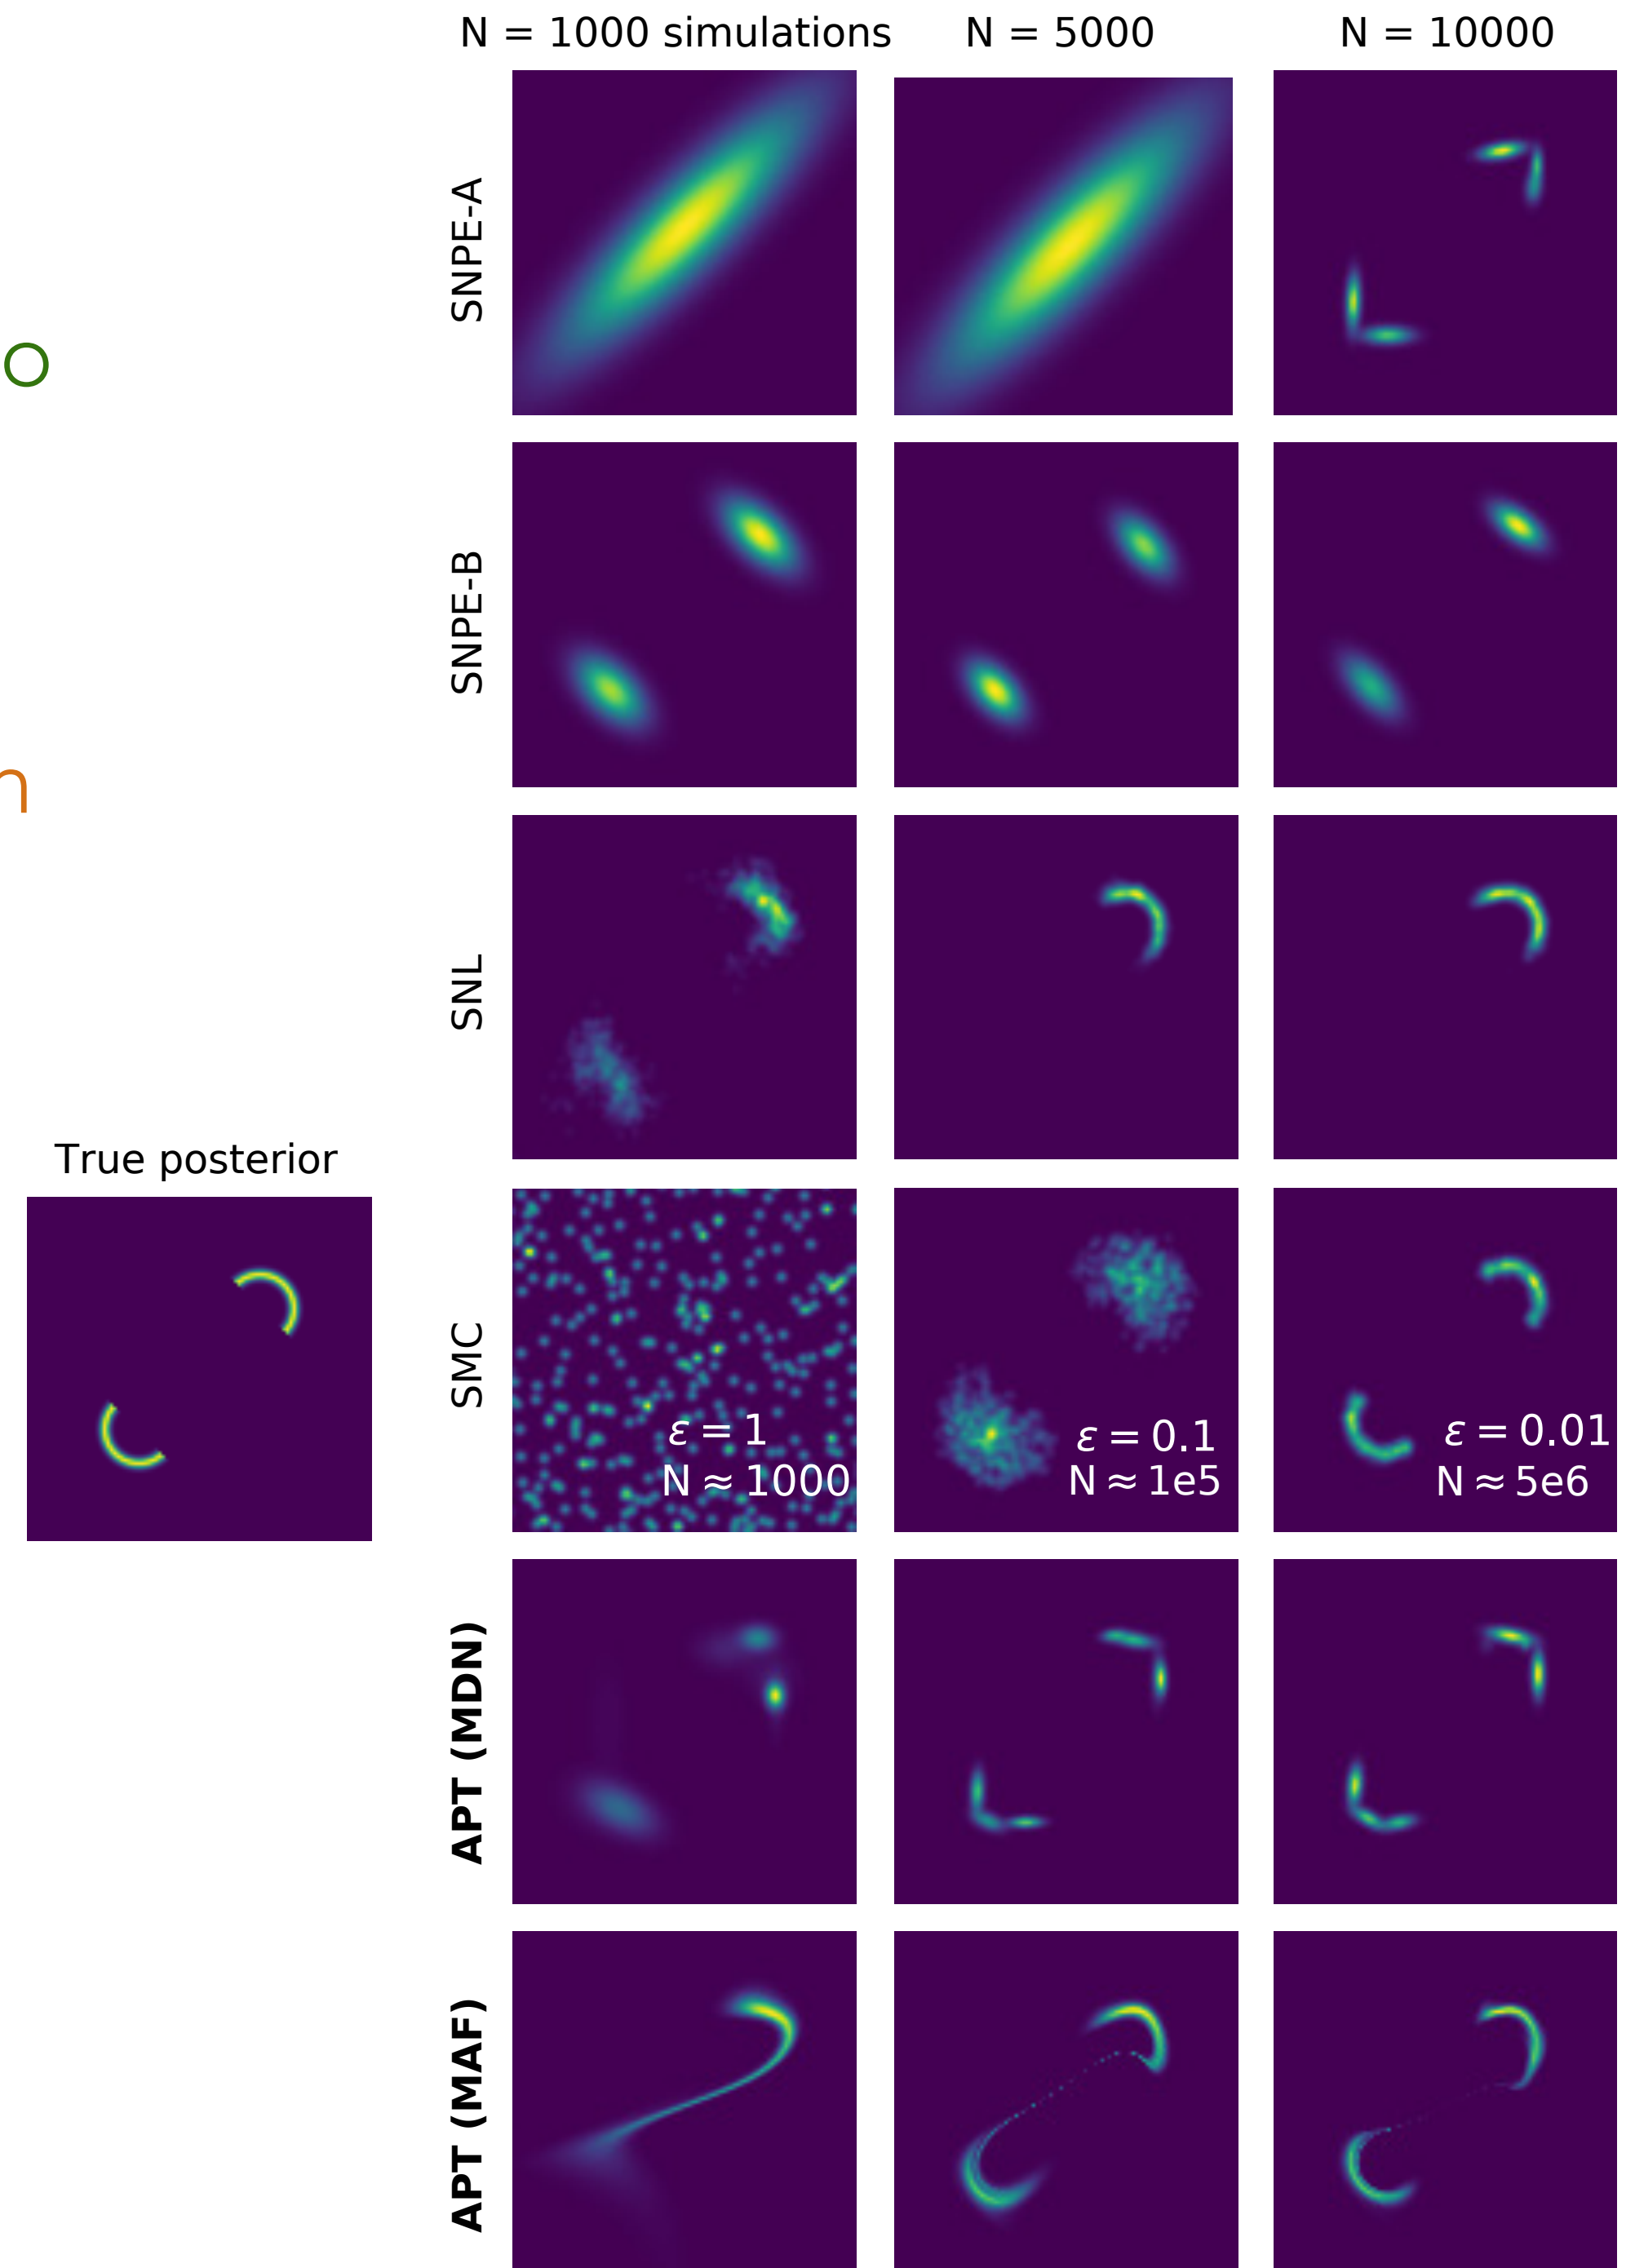 N = 1000 simulations
N = 5000
N = 10000
SNPE-A
o
SNPE-B
n
SNL
True posterior
SMC
ε = 1
N ≈ 1000
ε = 0.1
N ≈ 1e5
ε = 0.01
N ≈ 5e6
APT (MDN)
APT (MAF)